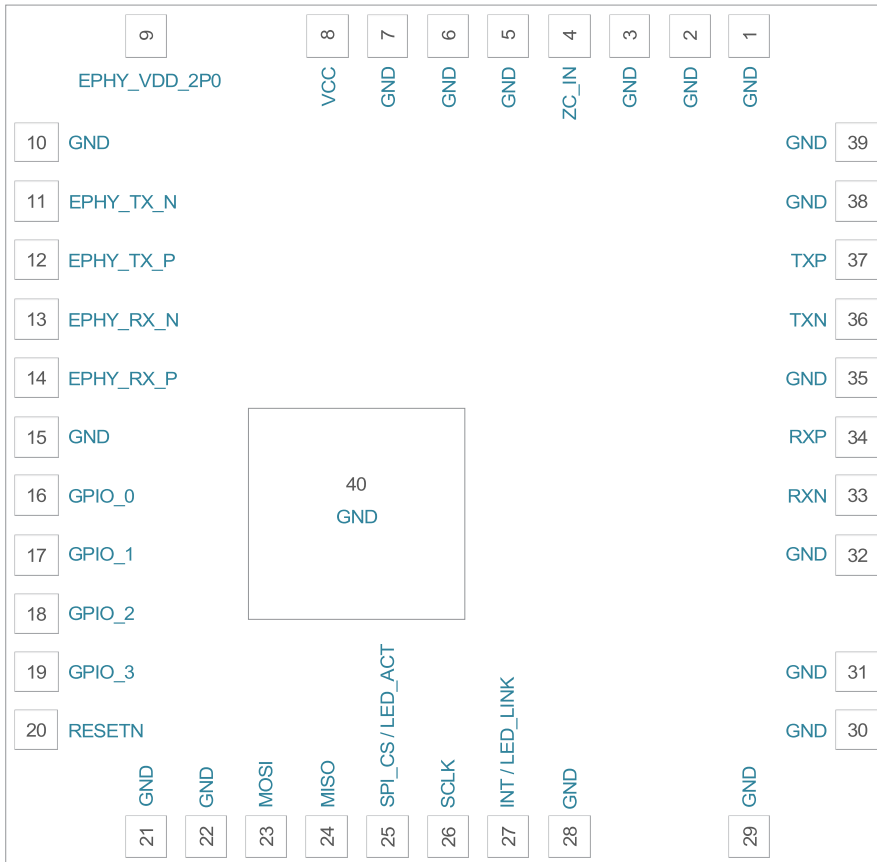 9 8 7 6 5 4 3 2 1
EPHY_VDD_2P0 VCC GND GND GND ZC_IN GND GND GND
10 GND GND 39
11 EPHY_TX_N GND 38
12 EPHY_TX_P TXP 37
13 EPHY_RX_N TXN 36
14 EPHY_RX_P GND 35
15 GND RXP 34
40
16 GPIO_0 RXN 33
GND
17 GPIO_1 GND 32
18 GPIO_2
19 GPIO_3 GND 31
20 RESETN GND 30
GND GND MOSI MISO SPI_CS / LED_ACT SCLK INT / LED_LINK GND GND
21 22 23 24 25 26 27 28 29